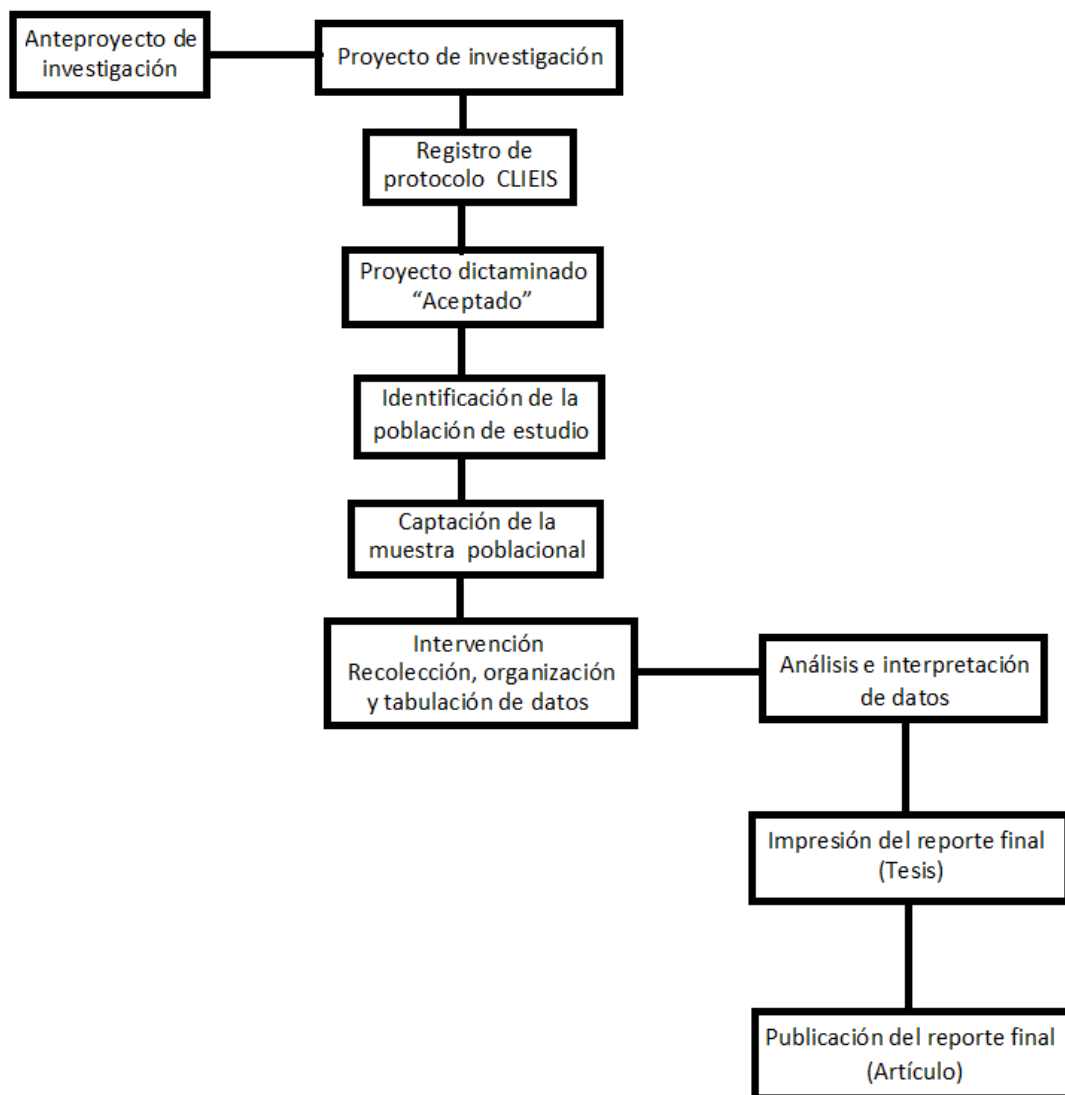 Anteproyecto de
investigación
Proyecto de investigación
Registro de
protocolo CLIEIS
Proyecto dictaminado
“Aceptado”
Identificación de la
población de estudio
Captación de la
muestra poblacional
Intervención
Recolección, organización
y tabulación de datos
Análisis e interpretación
de datos
Impresión del reporte final
(Tesis)
Publicación del reporte final
(Artículo)